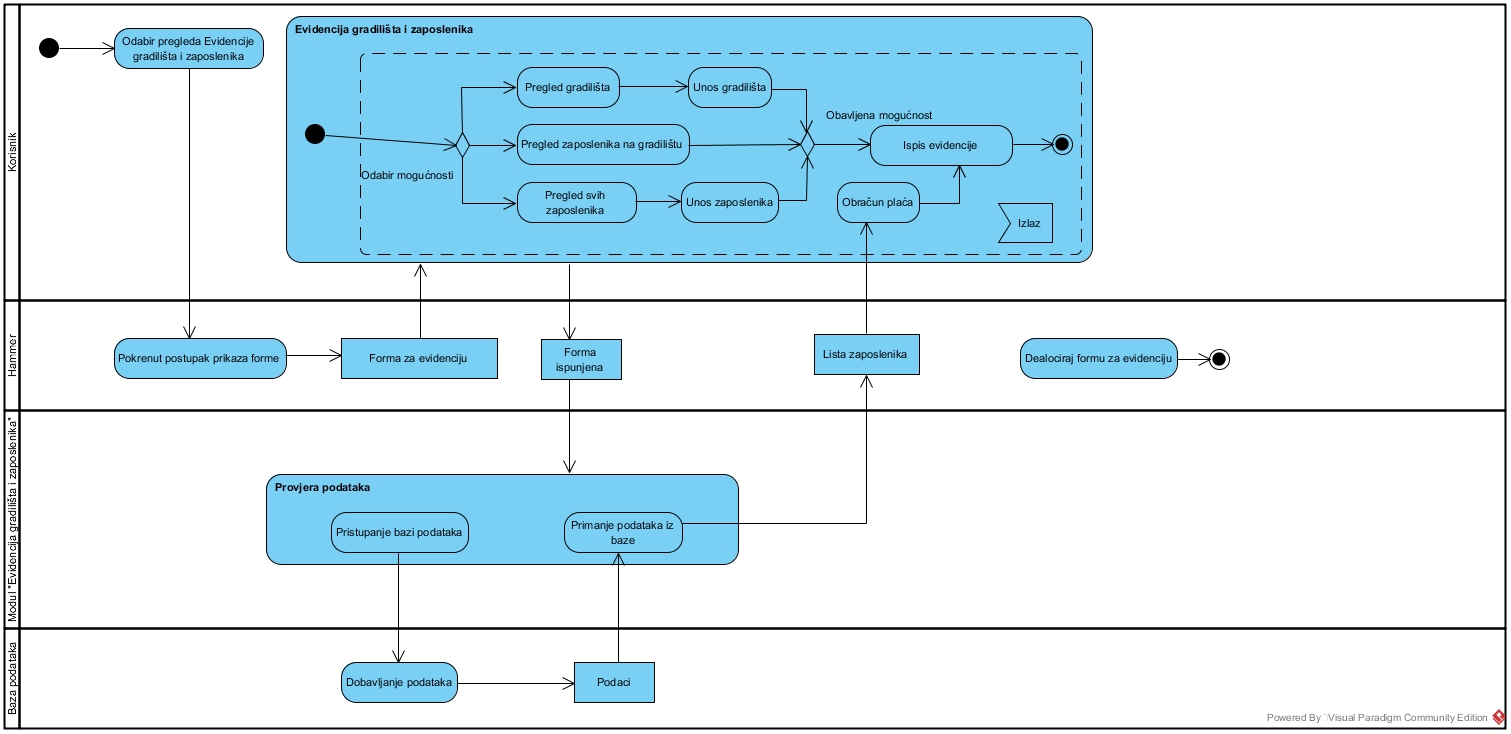 Korisnik
Odabir pregleda Evidencije
gradilišta i zaposlenika
Evidencija gradilišta i zaposlenika
Odabir mogućnosti
Pregled gradilišta
Unos gradilišta
Pregled zaposlenika na gradilištu
Pregled svih
zaposlenika
Unos zaposlenika
Obavljena mogućnost
Ispis evidencije
Obračun plaća
Izlaz
Hammer
Pokrenut postupak prikaza forme
Forma za evidenciju
Forma
ispunjena
Lista zaposlenika
Dealociraj formu za evidenciju
Modul "Evidencija gradilišta i zaposlenika"
Provjera podataka
Pristupanje bazi podataka
Primanje podataka iz
baze
Baza podataka
Dobavljanje podataka
Podaci
Powered By Visual Paradigm Community Edition